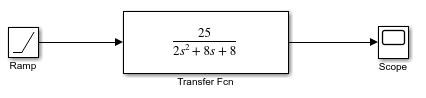 25
2s² + 8s + 8
Ramp
Transfer Fcn
Scope